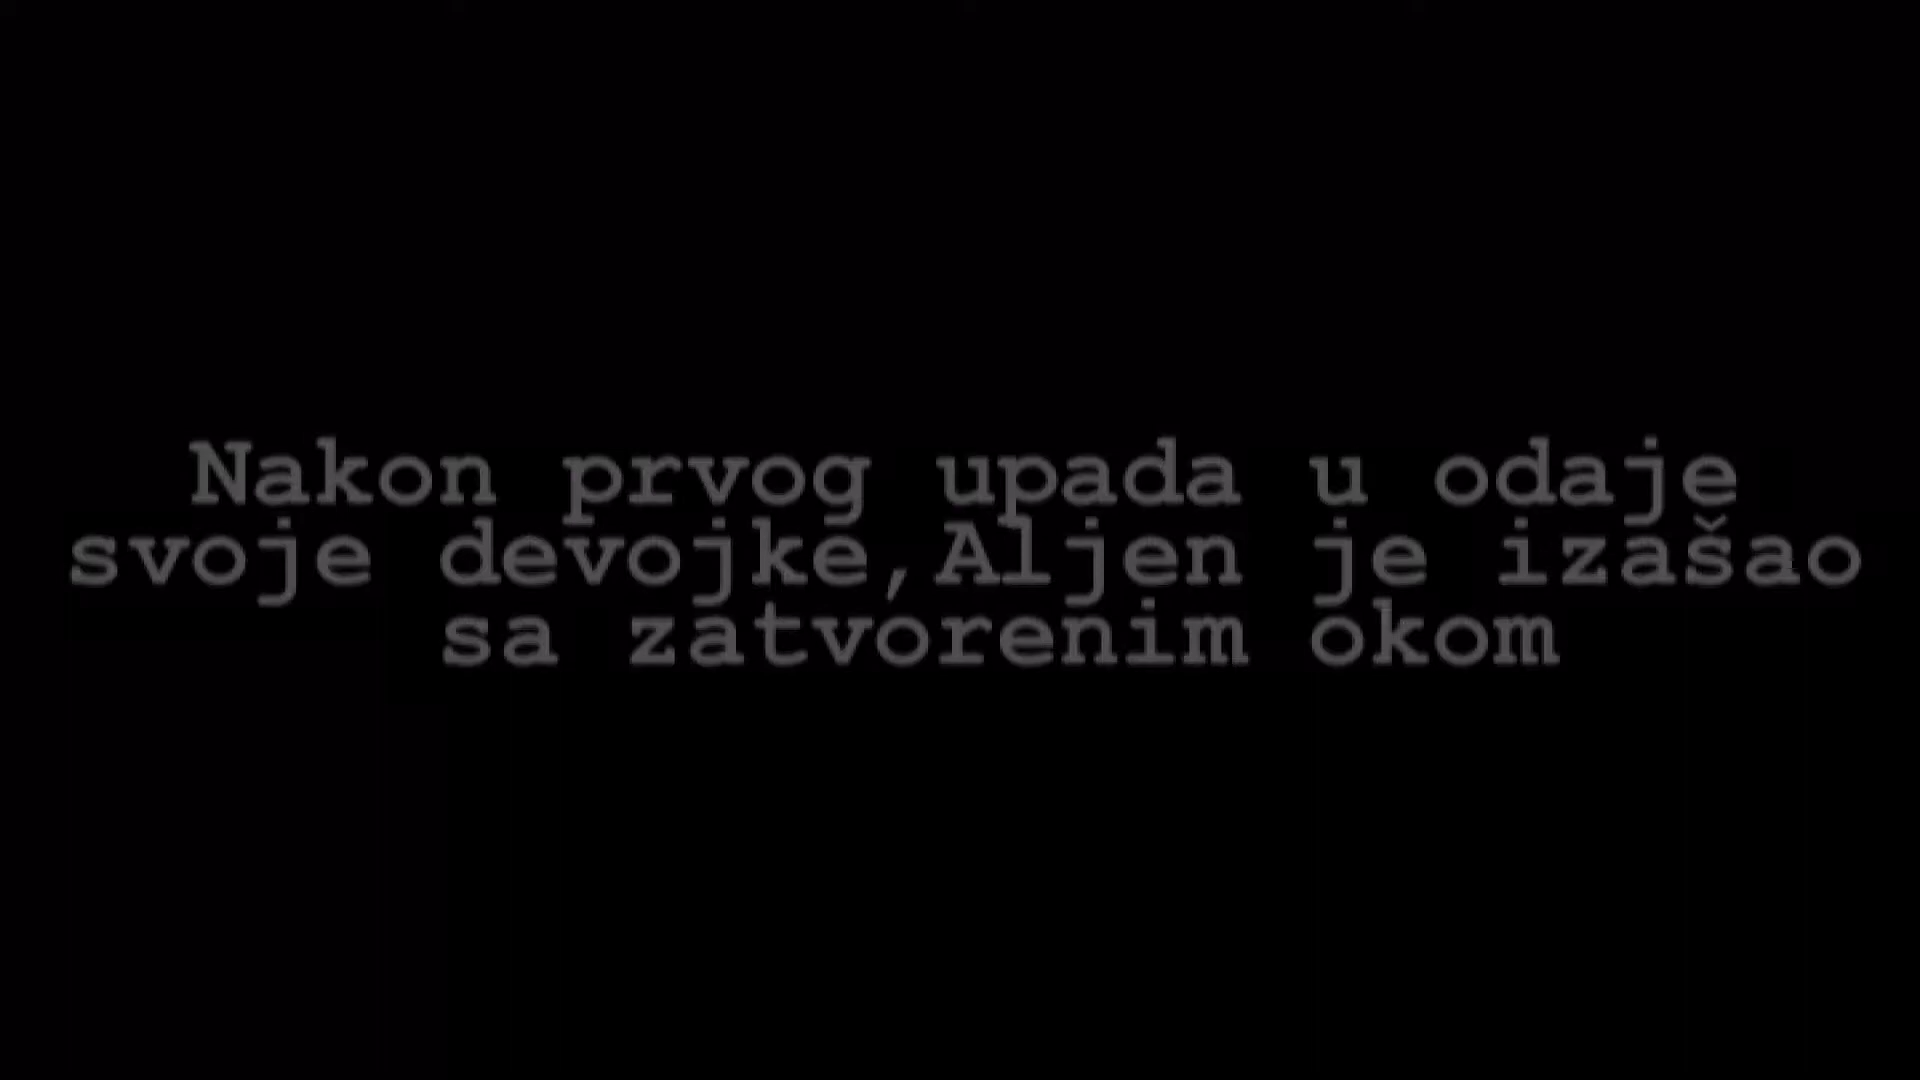 Nakon prvog upada u odaje
svoje devojke,Aljen je izašao
sa zatvorenim okom